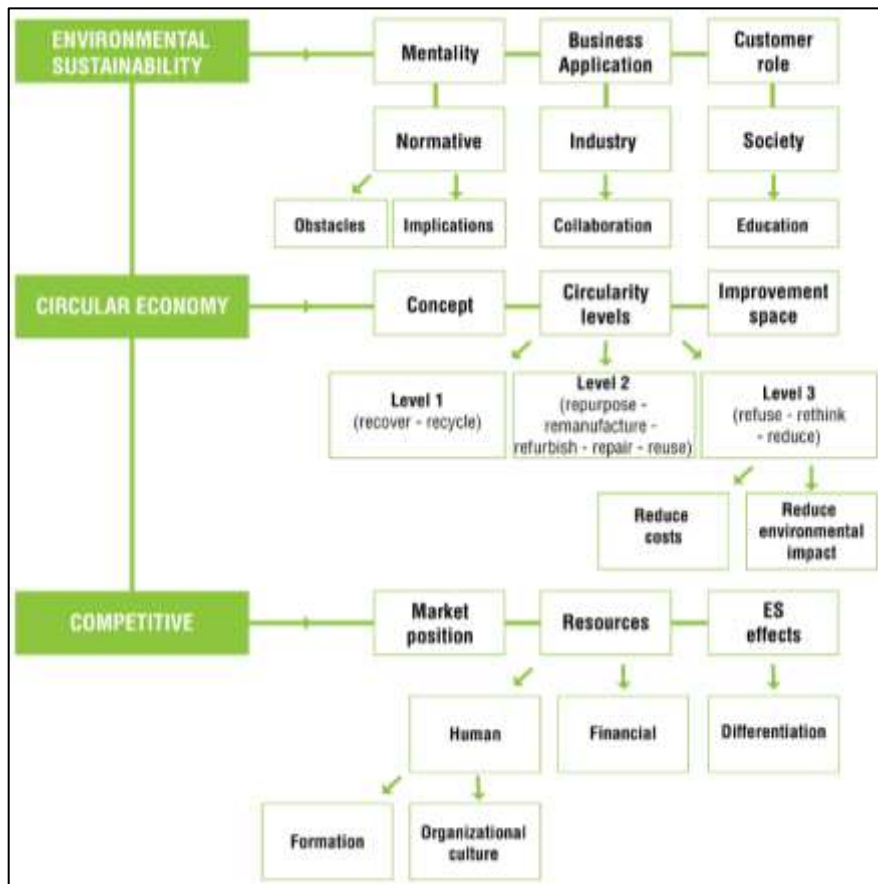 ENVIRONMENTAL
SUSTAINABILITY
Mentality
Business
Application
Customer
role
Normative
Industry
Society
Obstacles
Implications
Collaboration
Education
CIRCULAR ECONOMY
Concept
Circularity
levels
Improvement
space
Level 1
(recover - recycle)
Level 2
(repurpose -
remanufacture -
refurbish - repair - reuse)
Level 3
(refuse - rethink
- reduce)
Reduce
costs
Reduce
environmental
impact
COMPETITIVE
Market
position
Resources
ES
effects
Human
Financial
Differentiation
Formation
Organizational
culture